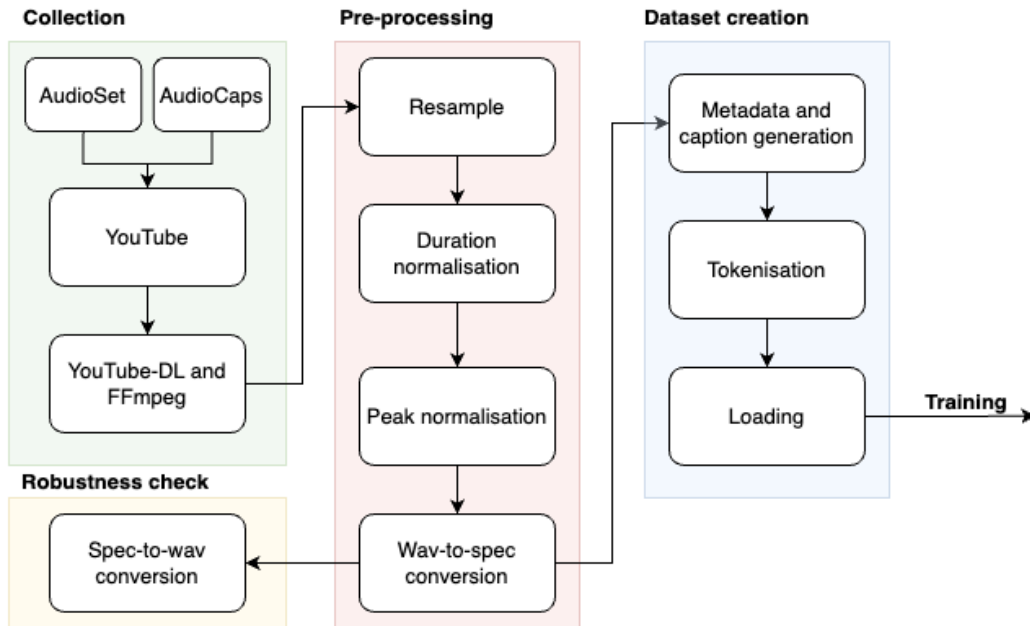 Collection
AudioSet
AudioCaps
YouTube
YouTube-DL and
FFmpeg
Robustness check
Spec-to-wav
conversion
Pre-processing
Resample
Duration
normalisation
Peak normalisation
Wav-to-spec
conversion
Dataset creation
Metadata and
caption generation
Tokenisation
Loading
Training